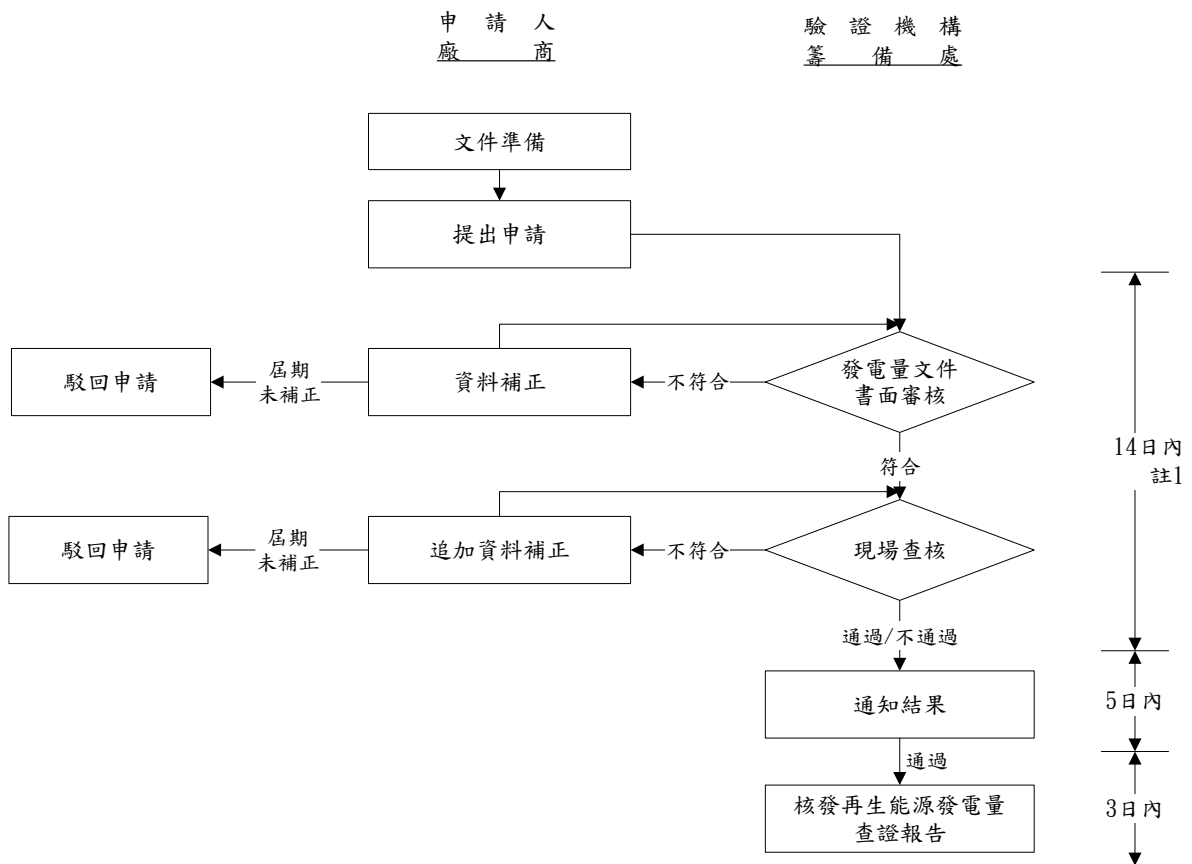 申請人
廠商
驗證機構
籌備處
文件準備
提出申請
發電量文件
書面審核
不符合
資料補正
屆期
未補正
駁回申請
符合
現場查核
不符合
追加資料補正
屆期
未補正
駁回申請
14日內
註1
通過/不通過
通知結果
5日內
通過
核發再生能源發電量
查證報告
3日內